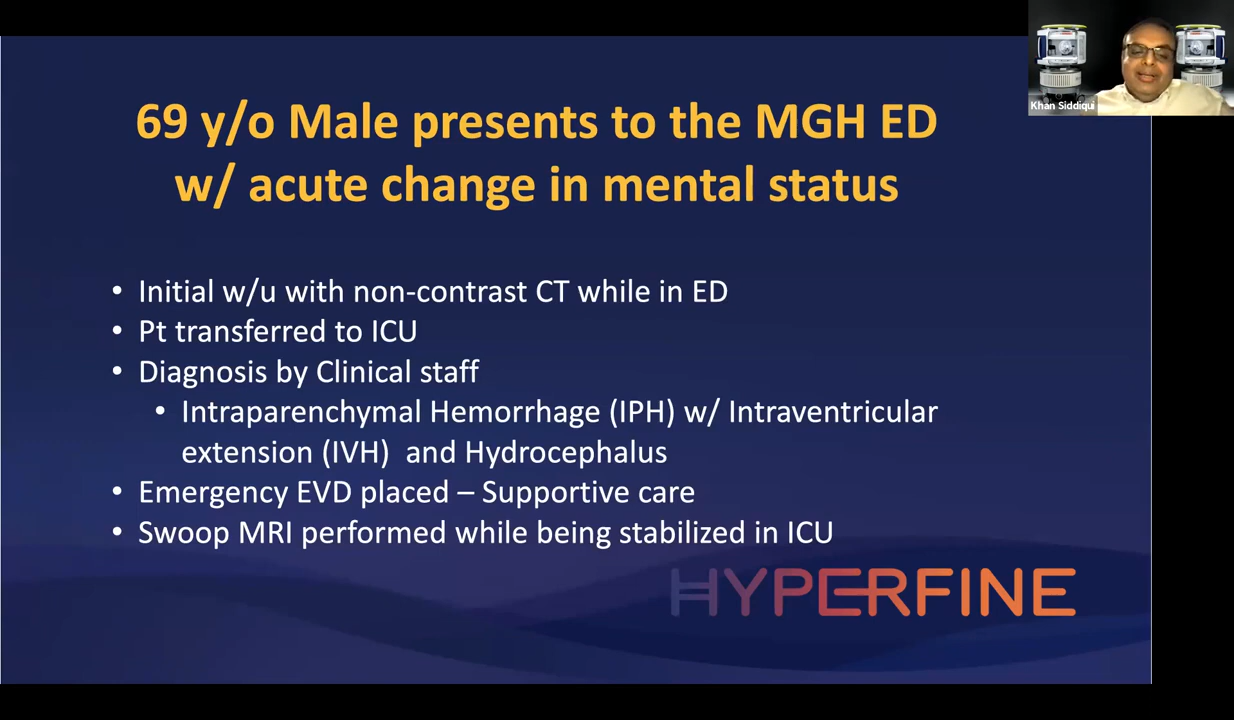 69 y/o Male presents to the MGH ED
w/ acute change in mental status
• Initial w/u with non-contrast CT while in ED
• Pt transferred to ICU
• Diagnosis by Clinical staff
• Intraparenchymal Hemorrhage (IPH) w/ Intraventricular
extension (IVH) and Hydrocephalus
• Emergency EVD placed – Supportive care
• Swoop MRI performed while being stabilized in ICU
HYPERFINE
Khan Siddiqui